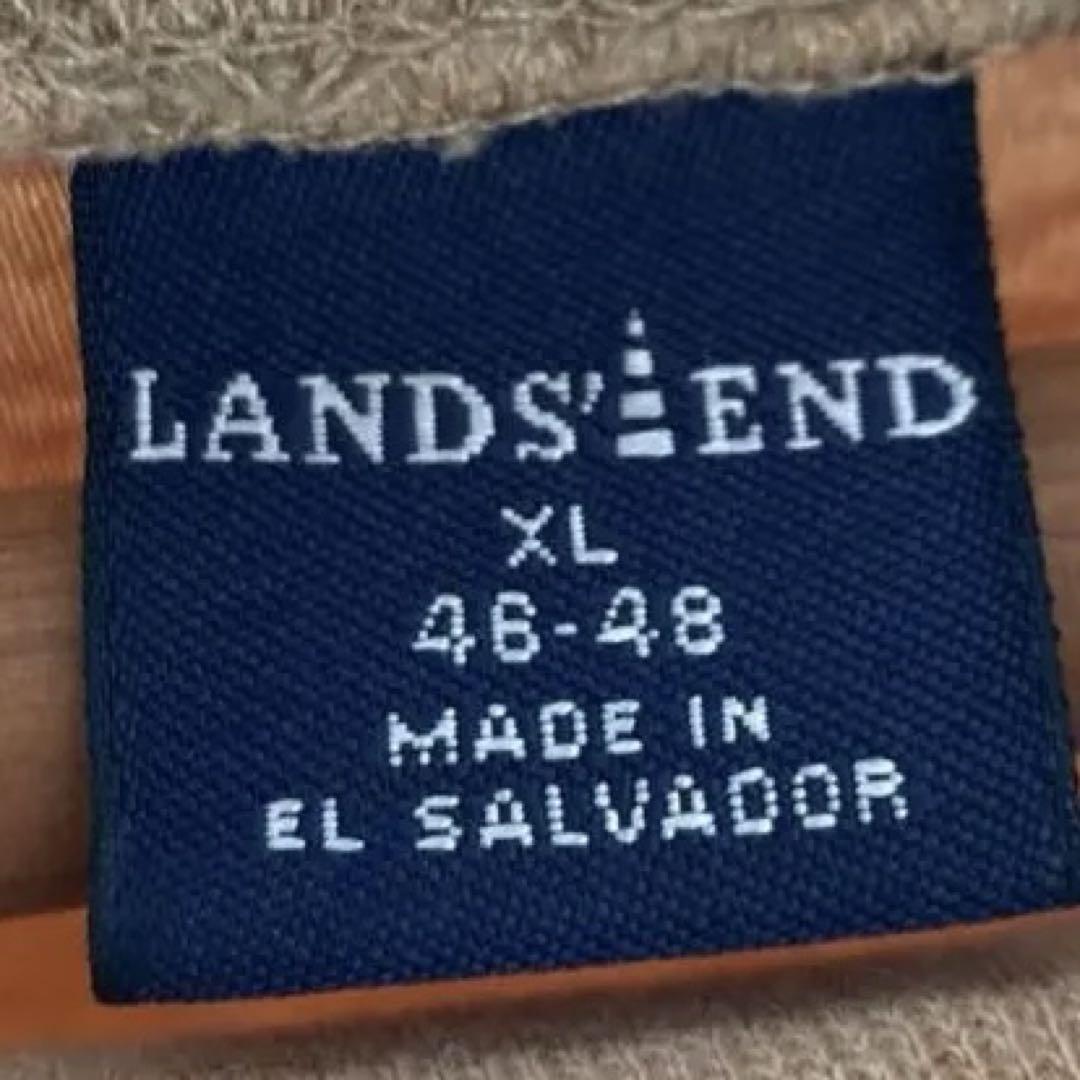 LANDS' END
XL
46-48
MADE IN
EL SALVADOR